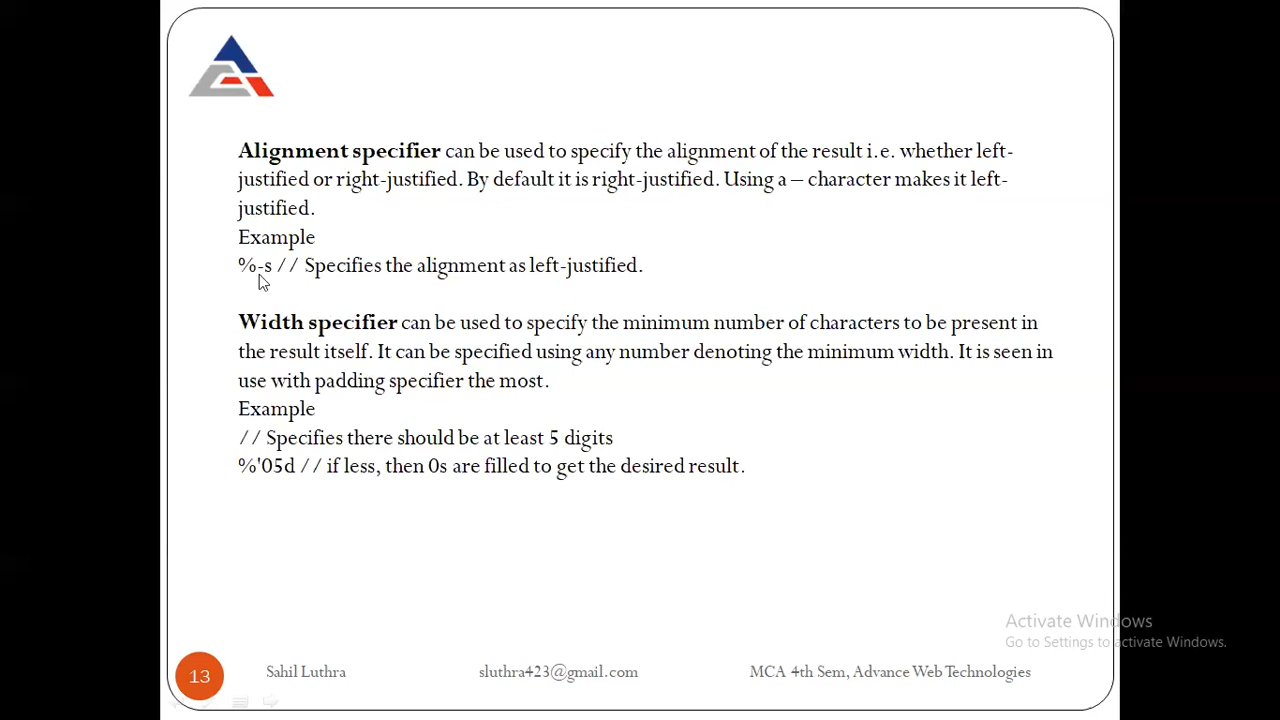 Alignment specifier can be used to specify the alignment of the result i.e. whether left-
justified or right-justified. By default it is right-justified. Using a – character makes it left-
justified.
Example
%-s // Specifies the alignment as left-justified.
Width specifier can be used to specify the minimum number of characters to be present in
the result itself. It can be specified using any number denoting the minimum width. It is seen in
use with padding specifier the most.
Example
// Specifies there should be at least 5 digits
%'05d // if less, then 0s are filled to get the desired result.
Activate Windows
Go to Settings to activate Windows.
13 Sahil Luthra sluthra423@gmail.com MCA 4th Sem, Advance Web Technologies